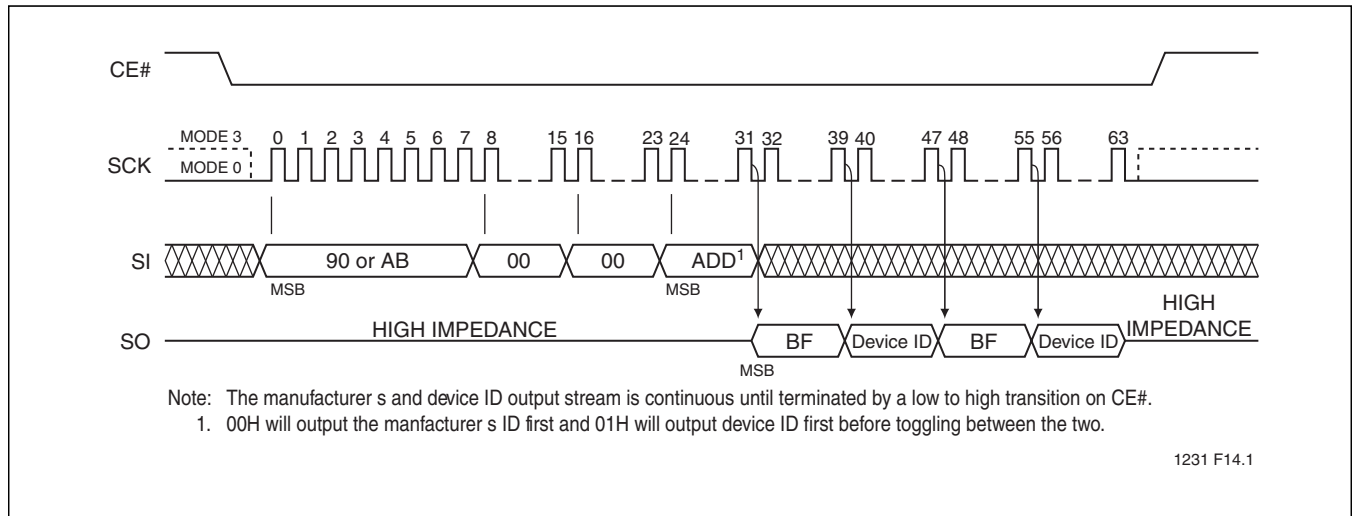 CE#
MODE 3 0 1 2 3 4 5 6 7 8 15 16 23 24 31 32 39 40 47 48 55 56 63
SCK MODE 0
SI 90 or AB 00 00 ADD1
MSB MSB
HIGH
SO HIGH IMPEDANCE BF Device ID BF Device ID IMPEDANCE
MSB
Note: The manufacturer s and device ID output stream is continuous until terminated by a low to high transition on CE#.
1. 00H will output the manfacturer s ID first and 01H will output device ID first before toggling between the two.
1231 F14.1